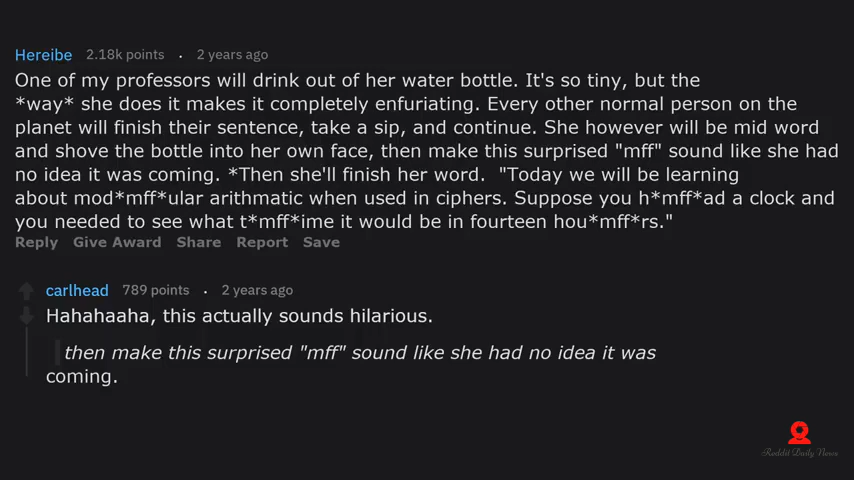 Hereibe 2.18k points . 2 years ago
One of my professors will drink out of her water bottle. It's so tiny, but the
*way* she does it makes it completely enfuriating. Every other normal person on the
planet will finish their sentence, take a sip, and continue. She however will be mid word
and shove the bottle into her own face, then make this surprised "mff" sound like she had
no idea it was coming. *Then she'll finish her word. "Today we will be learning
about mod*mff*ular arithmatic when used in ciphers. Suppose you h*mff*ad a clock and
you needed to see what t*mff*ime it would be in fourteen hou*mff*rs."
Reply Give Award Share Report Save
carlhead 789 points . 2 years ago
Hahahaaha, this actually sounds hilarious.
then make this surprised "mff" sound like she had no idea it was
coming.
Reddit Daily News